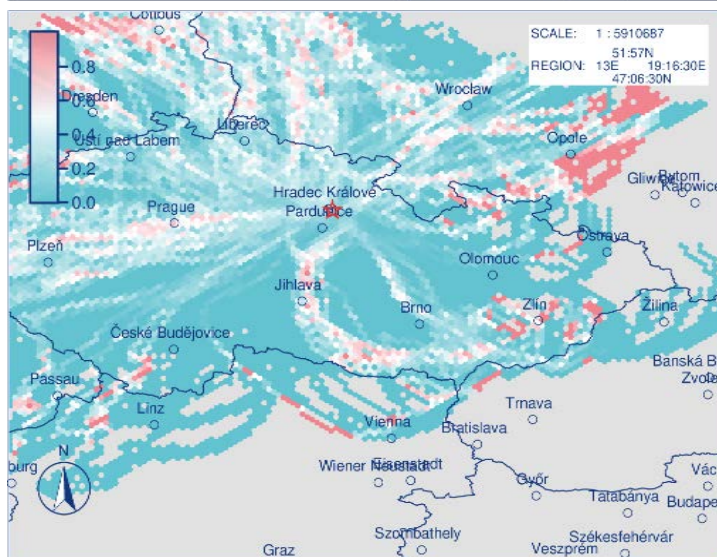 Cottbus
SCALE: 1 : 5910687
51:57N
REGION: 13E 19:16:30E
47:06:30N
0.8
Dresden
0.6
Wrocław
Liberec
0.4
Ústí nad Labem
Opole
0.2
Gliwice
Bytom
Katowice
0.0
Hradec Králové
Prague
Pardubice
Plzeň
Ostrava
Olomouc
Jihlava
Brno
Zlín
Žilina
České Budějovice
Banská B
Passau
Zvole
Linz
Trnava
Vienna
Bratislava
N
burg
Wiener Neustadt
Eisenstadt
Vác
Győr
Tatabánya
Budape
Szombathely
Székesfehérvár
Graz
Veszprém